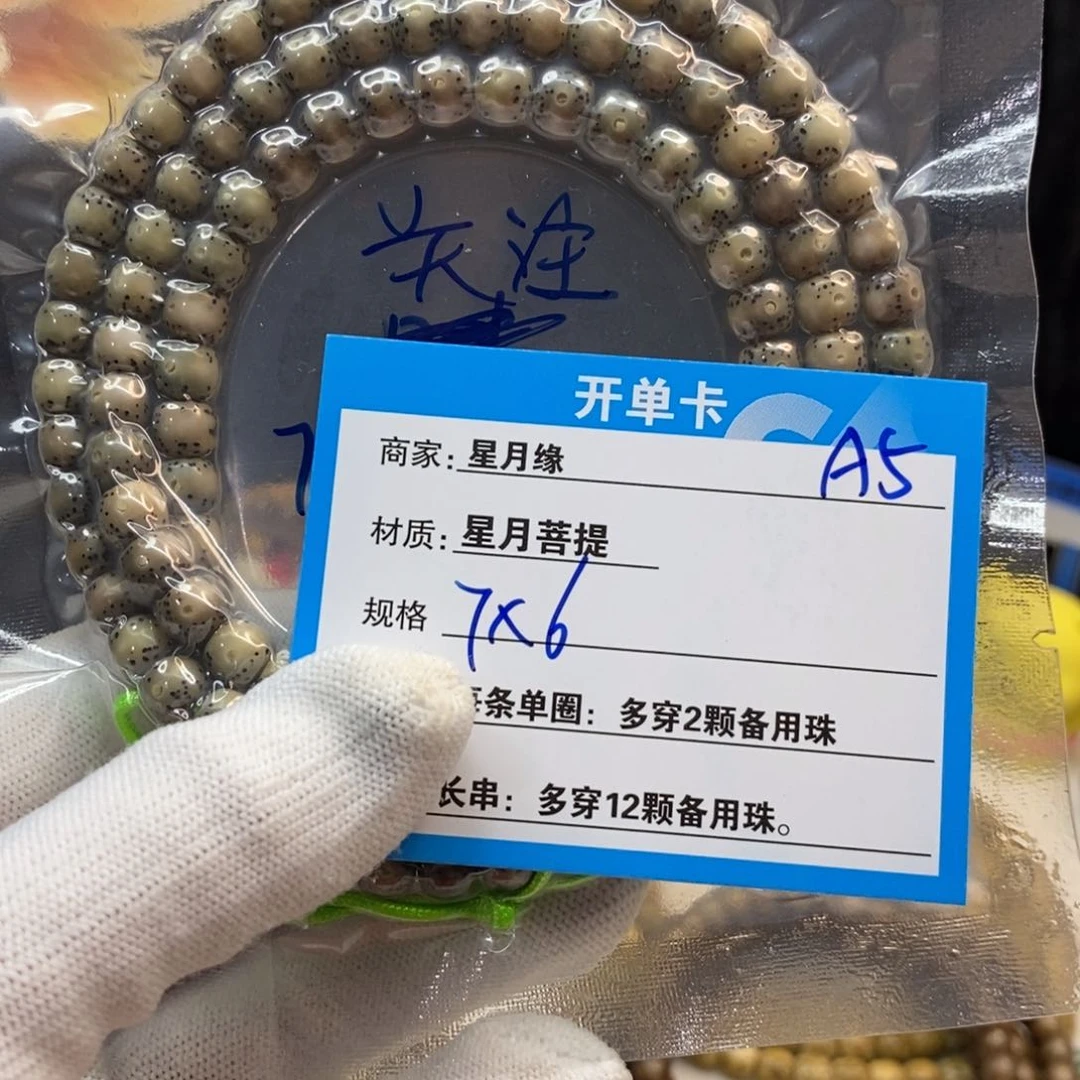 关注
开单卡
商家：星月缘 A5
材质：星月菩提
规格 7X6
条单圈：多穿2颗备用珠
长串：多穿12颗备用珠。